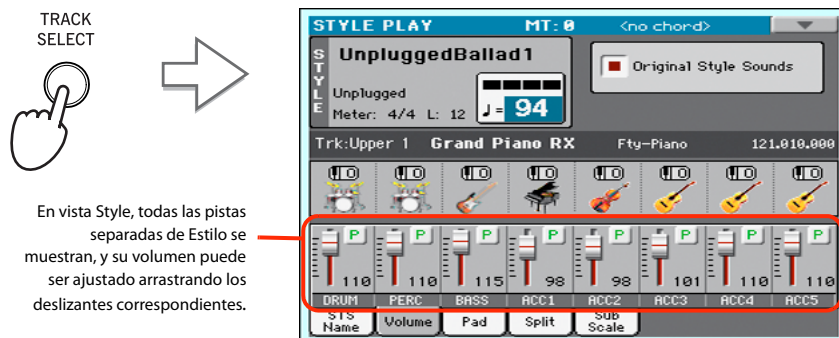 TRACK
SELECT
STYLE PLAY MT: 0 <no chord>
STYLE
UnpluggedBallad1
Unplugged
Meter: 4/4 L: 12 ♩= 94
Original Style Sounds
Trk:Upper 1 Grand Piano RX Fty-Piano 121.010.000
En vista Style, todas las pistas
separadas de Estilo se
muestran, y su volumen puede
ser ajustado arrastrando los
deslizantes correspondientes.
P P P P P P P P
110 110 115 98 98 101 110 110
DRUM PERC BASS ACC1 ACC2 ACC3 ACC4 ACC5
STS Name Volume Pad Split Sub Scale